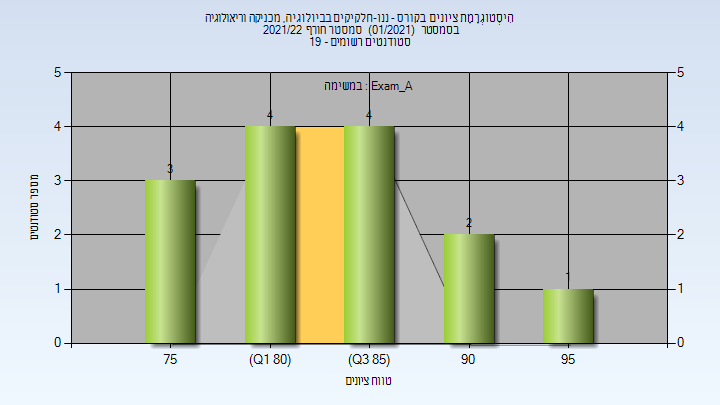 היסטוגרמת ציונים בקורס - ננו-חלקיקים בביולוגיה, מכניקה וריאולוגיה
בסמסטר (01/2021) סמסטר חורף 2021/22
סטודנטים רשומים - 19
במשימה : Exam_A
5 5
4 4 4 4
3 3 3
2 2 2
1 1 1
0 0
75 (Q1 80) (Q3 85) 90 95
מספר סטודנטים
טווח ציונים